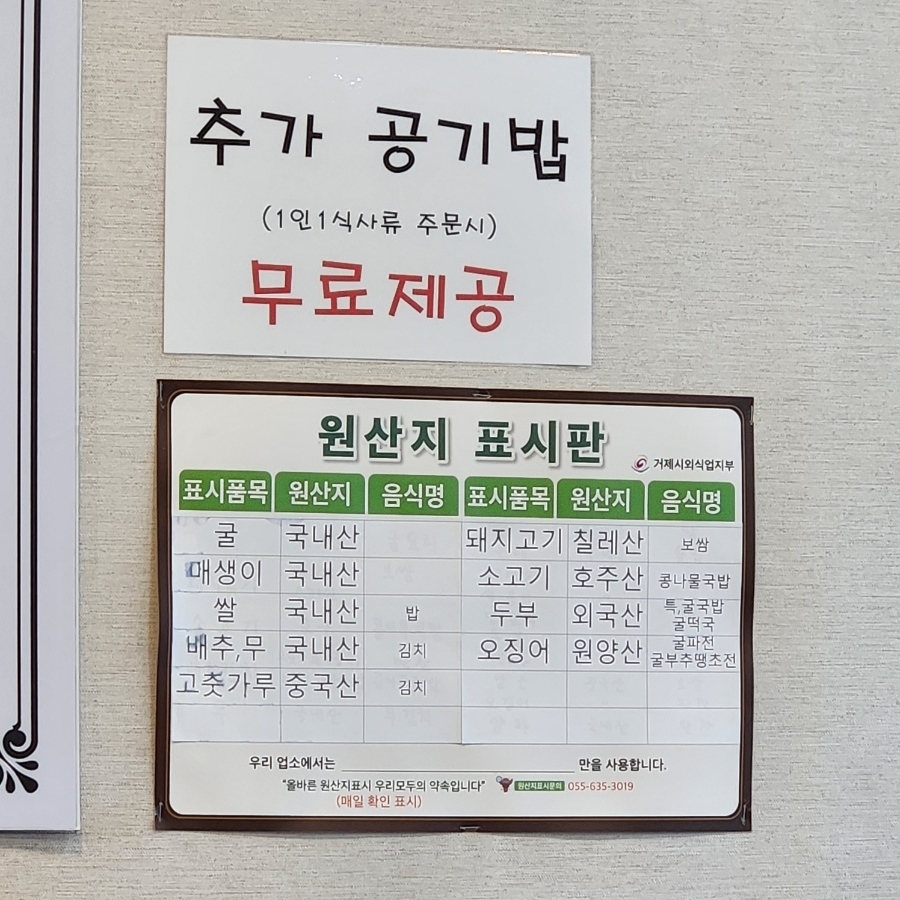 추가 공기밥
(1인1식사류 주문시)
무료제공
원산지 표시판
거제시외식업지부
표시품목 원산지 음식명 표시품목 원산지 음식명
굴 국내산 돼지고기 칠레산 보쌈
매생이 국내산 소고기 호주산 콩나물국밥
쌀 국내산 밥 두부 외국산 특,굴국밥
굴떡국
배추,무 국내산 김치 오징어 원양산 굴파전
굴부추땡초전
고춧가루 중국산 김치
우리 업소에서는 만을 사용합니다.
"올바른 원산지표시 우리모두의 약속입니다" 원산지표시문의 055-635-3019
(매일 확인 표시)